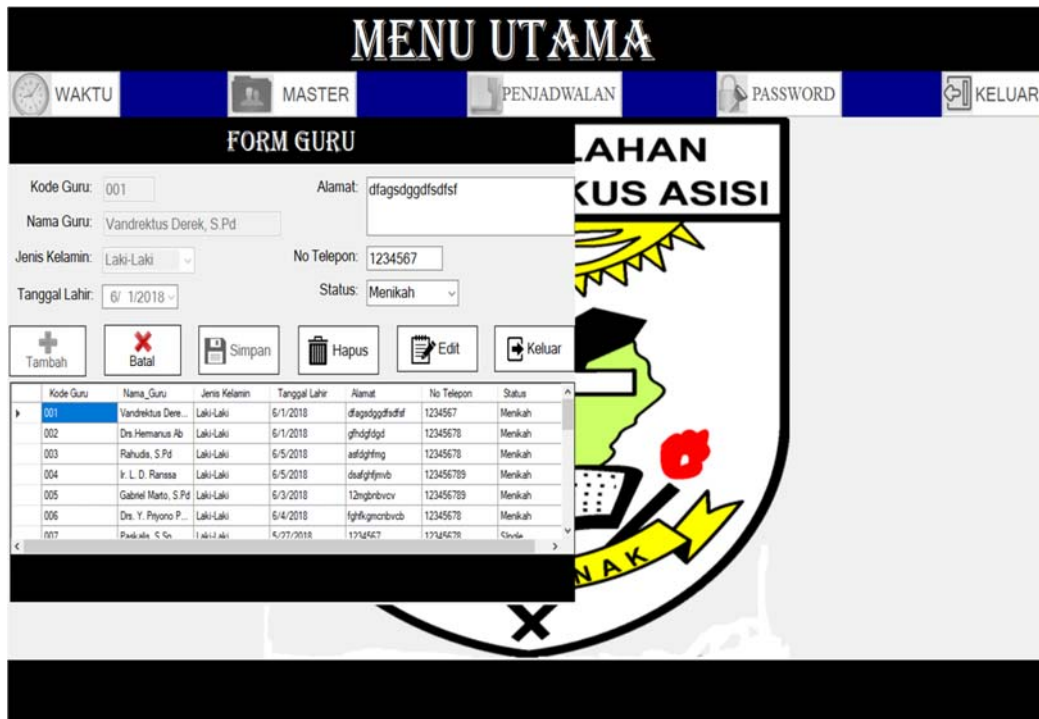 MENU UTAMA
WAKTU MASTER PENJADWALAN PASSWORD KELUAR
FORM GURU
Kode Guru: 001
Nama Guru: Vandrektus Derek, S.Pd
Jenis Kelamin: Laki-Laki
Tanggal Lahir: 6/ 1/2018
Alamat: dfagsdggdfsdfsf
No Telepon: 1234567
Status: Menikah
Tambah Batal Simpan Hapus Edit Keluar
Kode Guru Nama_Guru Jenis Kelamin Tanggal Lahir Alamat No Telepon Status
001 Vandrektus Dere... Laki-Laki 6/1/2018 dfagsdggdfsdfsf 1234567 Menikah
002 Drs.Hermanus Ab Laki-Laki 6/1/2018 gfhdgfdgd 12345678 Menikah
003 Rahudis, S.Pd Laki-Laki 6/5/2018 asfdghfmg 12345678 Menikah
004 Ir. L. D. Ranssa Laki-Laki 6/5/2018 dsafghfjmvb 123456789 Menikah
005 Gabriel Marto, S.Pd Laki-Laki 6/3/2018 12mgbnbvcv 123456789 Menikah
006 Drs. Y. Priyono P... Laki-Laki 6/4/2018 fghfkgmcnbvcb 12345678 Menikah
007 Paskalis, S.Sn Laki-Laki 5/27/2018 1234567 12345678 Single
LAHAN
KUS ASISI
NAK